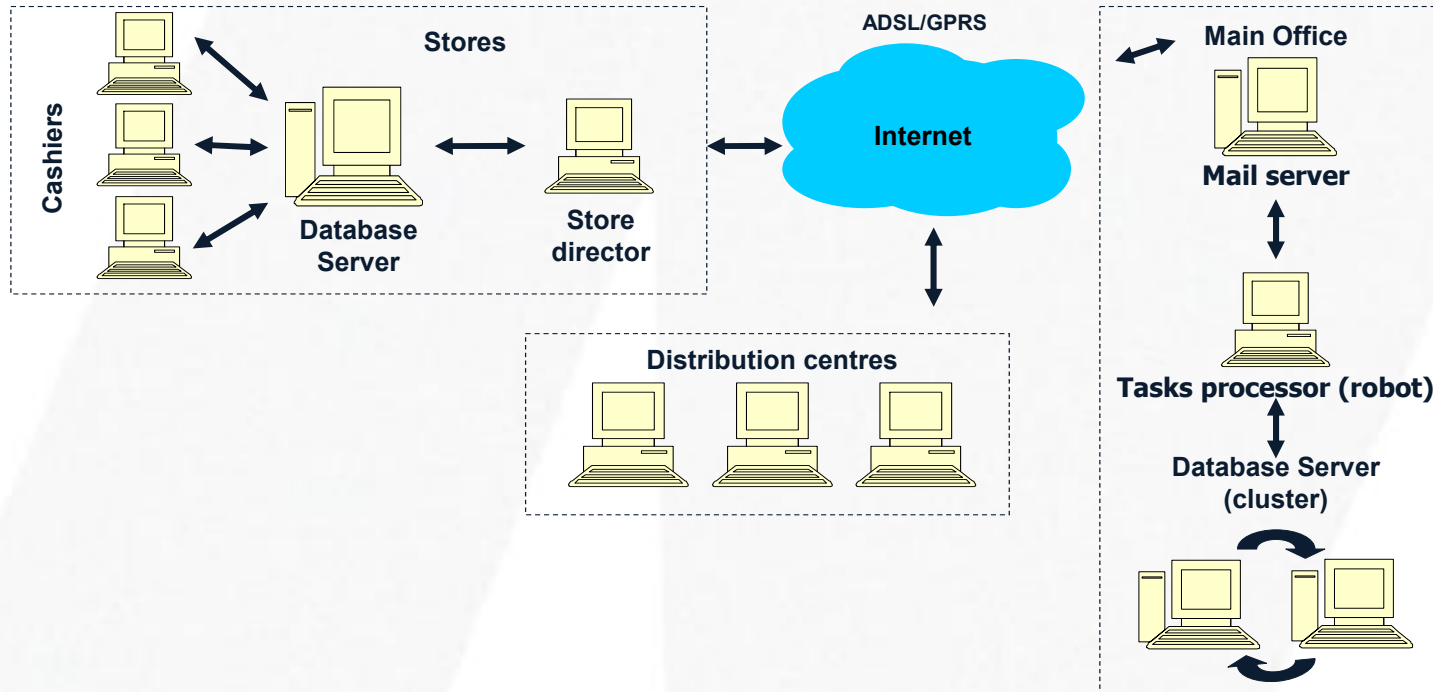 Stores
Cashiers
Database
Server
Store
director
ADSL/GPRS
Internet
Distribution centres
Main Office
Mail server
Tasks processor (robot)
Database Server
(cluster)